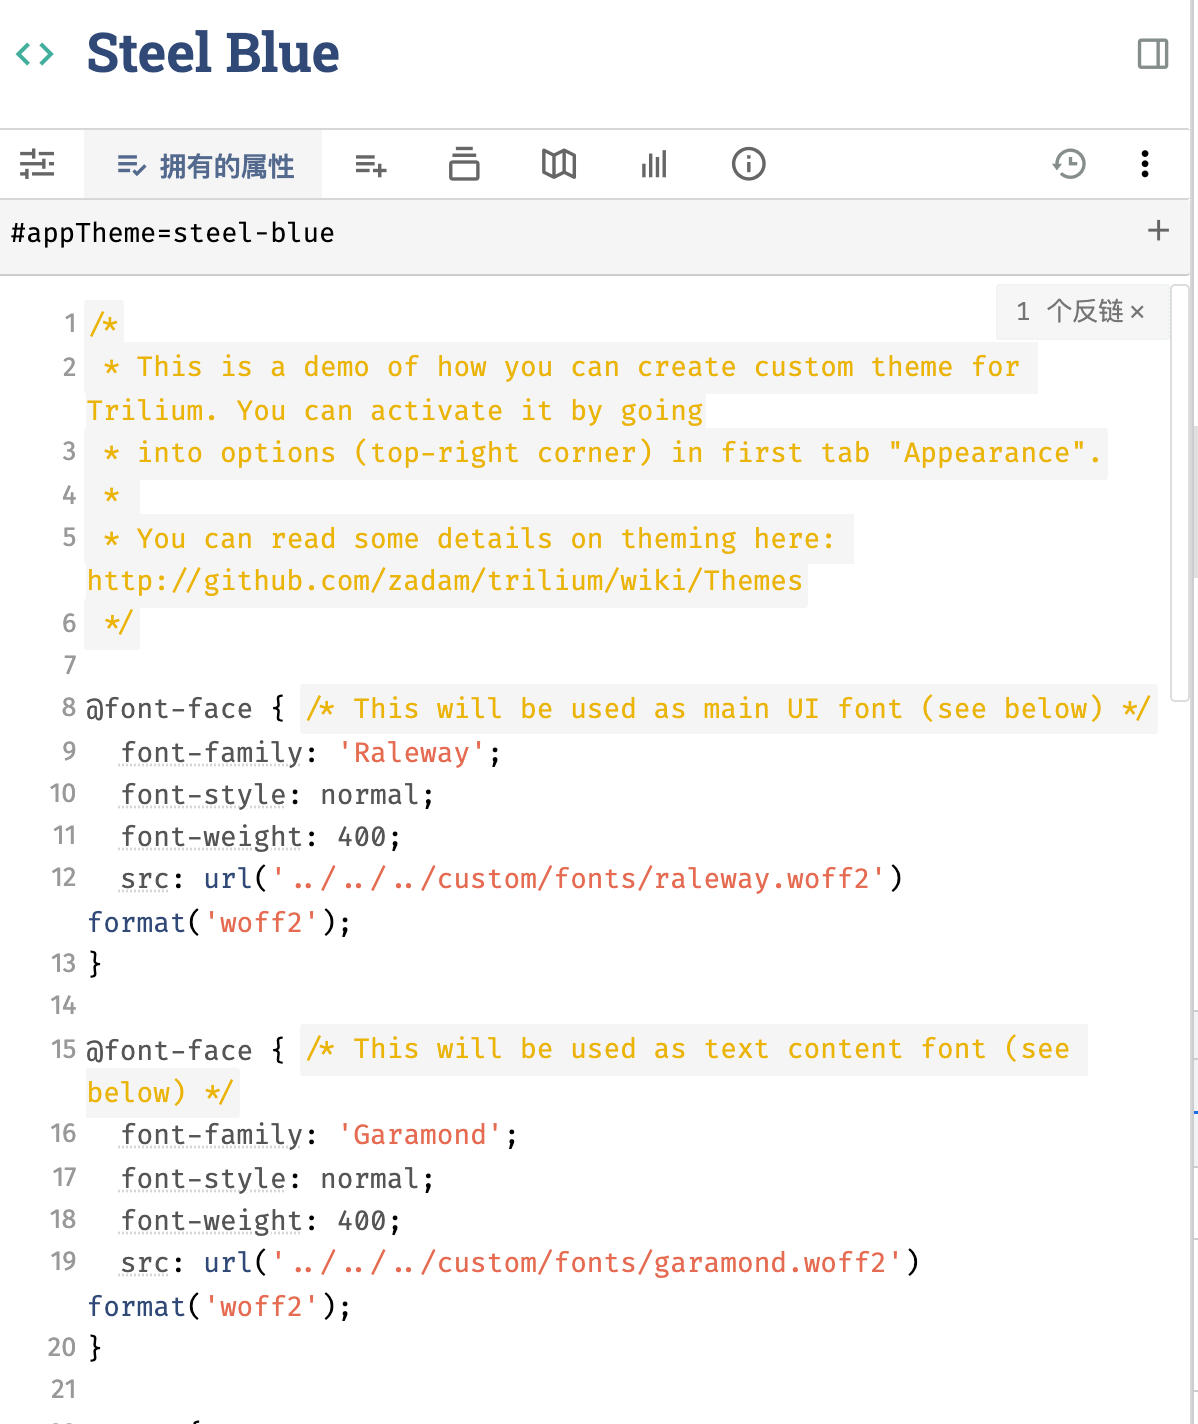 Steel Blue
拥有的属性
#appTheme=steel-blue
1 个反链×
1 /*
2  * This is a demo of how you can create custom theme for
Trilium. You can activate it by going
3  * into options (top-right corner) in first tab "Appearance".
4  *
5  * You can read some details on theming here:
http://github.com/zadam/trilium/wiki/Themes
6  */
7
8 @font-face { /* This will be used as main UI font (see below) */
9   font-family: 'Raleway';
10   font-style: normal;
11   font-weight: 400;
12   src: url('../../../custom/fonts/raleway.woff2')
format('woff2');
13 }
14
15 @font-face { /* This will be used as text content font (see
below) */
16   font-family: 'Garamond';
17   font-style: normal;
18   font-weight: 400;
19   src: url('../../../custom/fonts/garamond.woff2')
format('woff2');
20 }
21